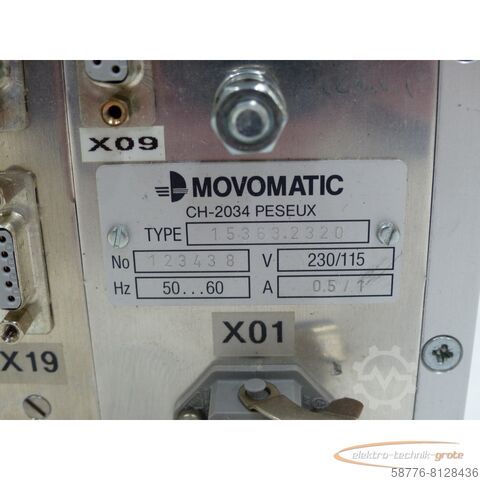 X09
MOVOMATIC
CH-2034 PESEUX
TYPE 15363.2320
No 123438 V 230/115
Hz 50...60 A 0.5/1
X01
X19
elektro-technik-grote
58776-8128436